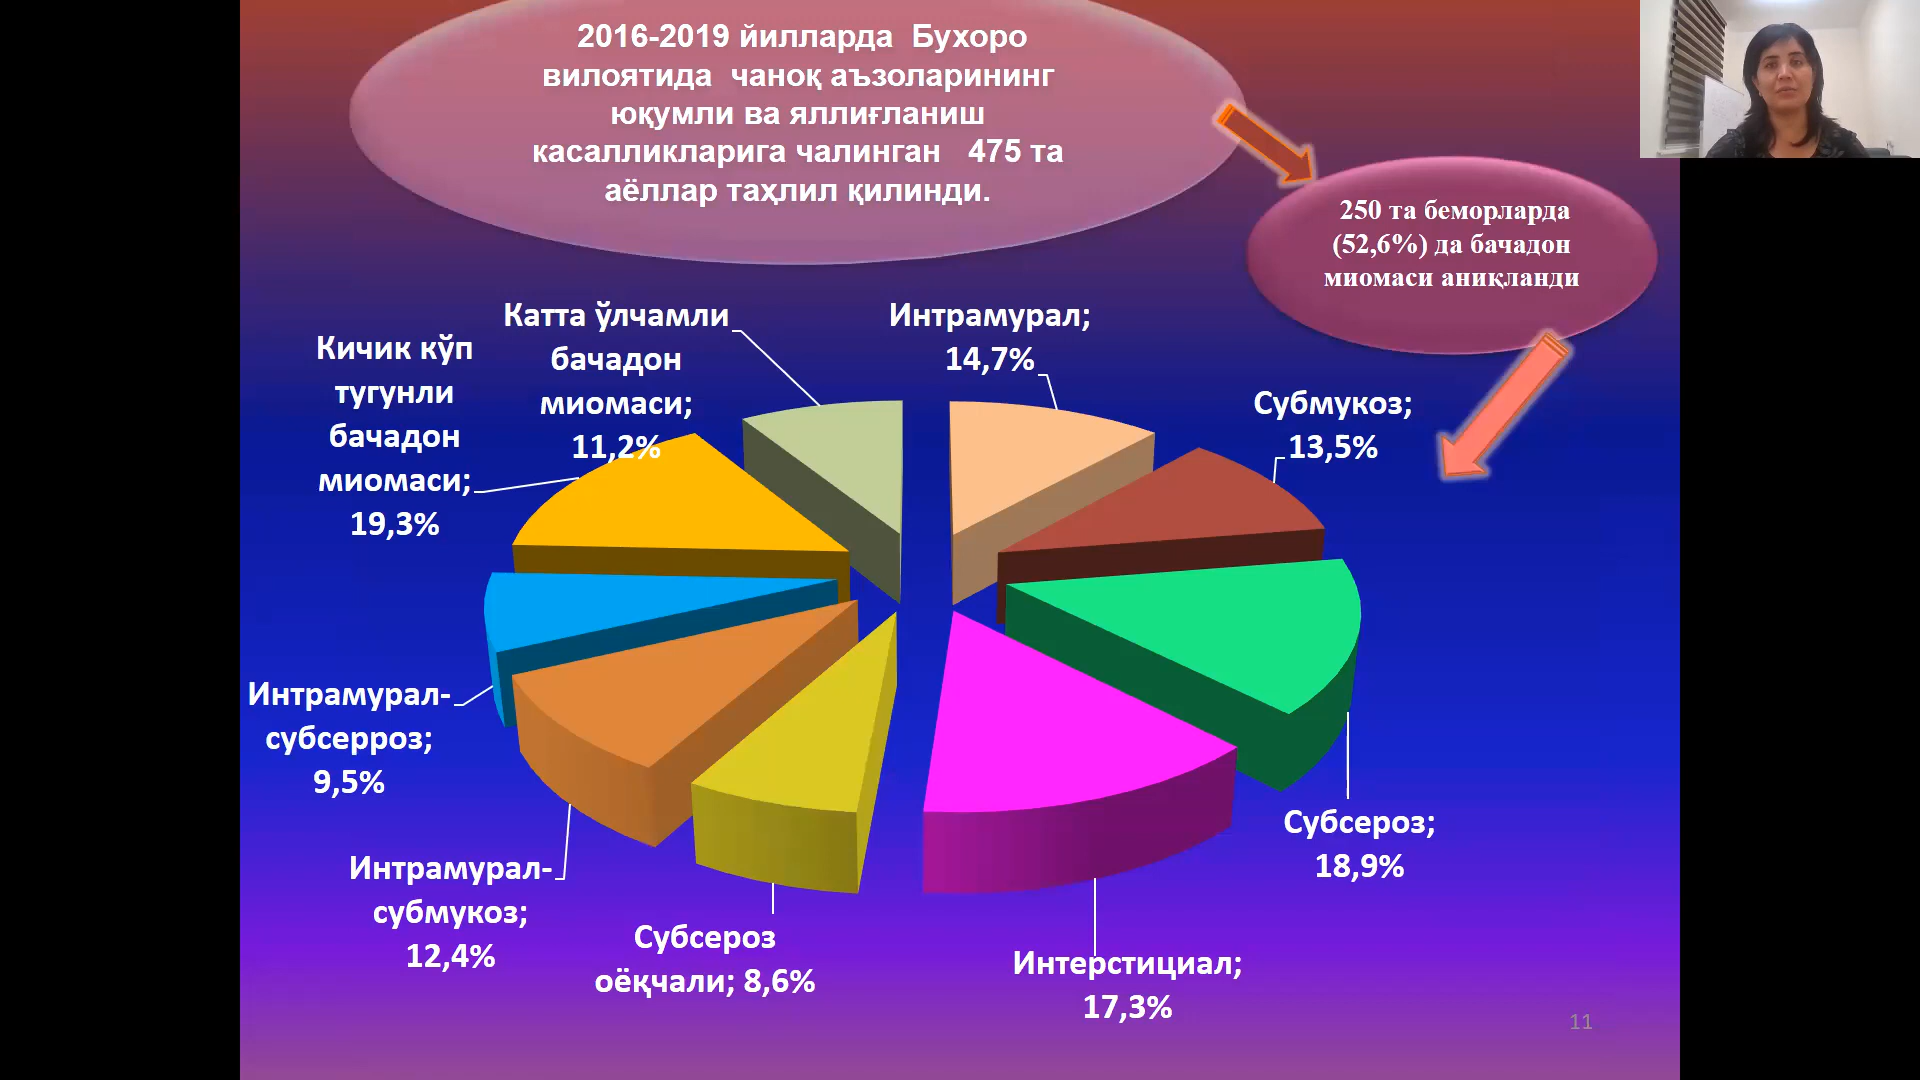 2016-2019 йилларда Бухоро
вилоятида чаноқ аъзоларининг
юқумли ва яллиғланиш
касалликларига чалинган 475 та
аёллар таҳлил қилинди.
250 та беморларда
(52,6%) да бачадон
миомаси аниқланди
Катта ўлчамли
бачадон
миомаси;
11,2%
Интрамурал;
14,7%
Кичик кўп
тугунли
бачадон
миомаси;
19,3%
Субмукоз;
13,5%
Интрамурал-
субсерроз;
9,5%
Субсероз;
18,9%
Интрамурал-
субмукоз;
12,4%
Субсероз
оёқчали; 8,6%
Интерстициал;
17,3%
11